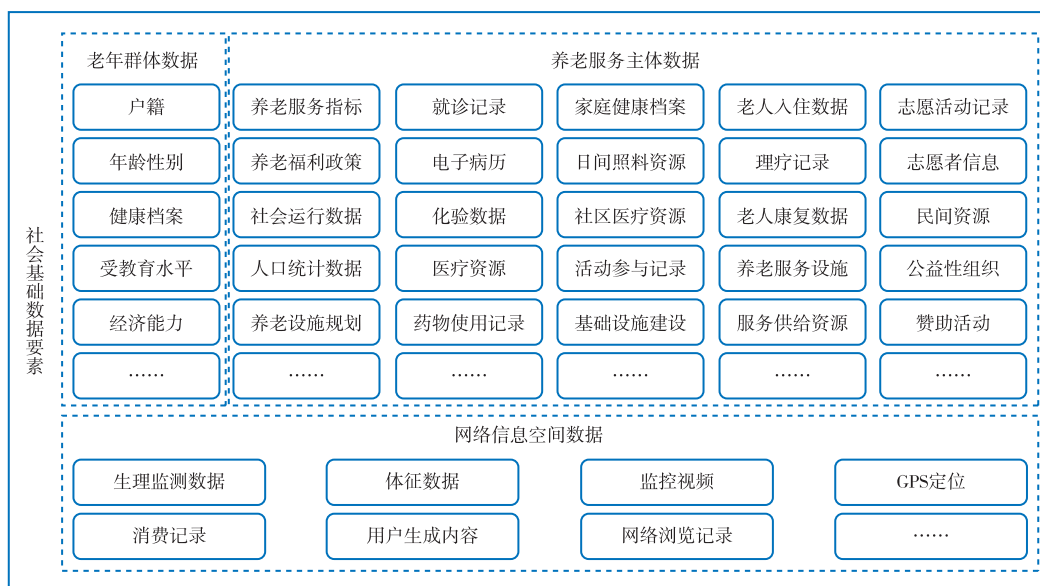 社会基础数据要素
老年群体数据
户籍
年龄性别
健康档案
受教育水平
经济能力
……
养老服务主体数据
养老服务指标
就诊记录
家庭健康档案
老人入住数据
志愿活动记录
养老福利政策
电子病历
日间照料资源
理疗记录
志愿者信息
社会运行数据
化验数据
社区医疗资源
老人康复数据
民间资源
人口统计数据
医疗资源
活动参与记录
养老服务设施
公益性组织
养老设施规划
药物使用记录
基础设施建设
服务供给资源
赞助活动
……
……
……
……
……
网络信息空间数据
生理监测数据
体征数据
监控视频
GPS定位
消费记录
用户生成内容
网络浏览记录
……